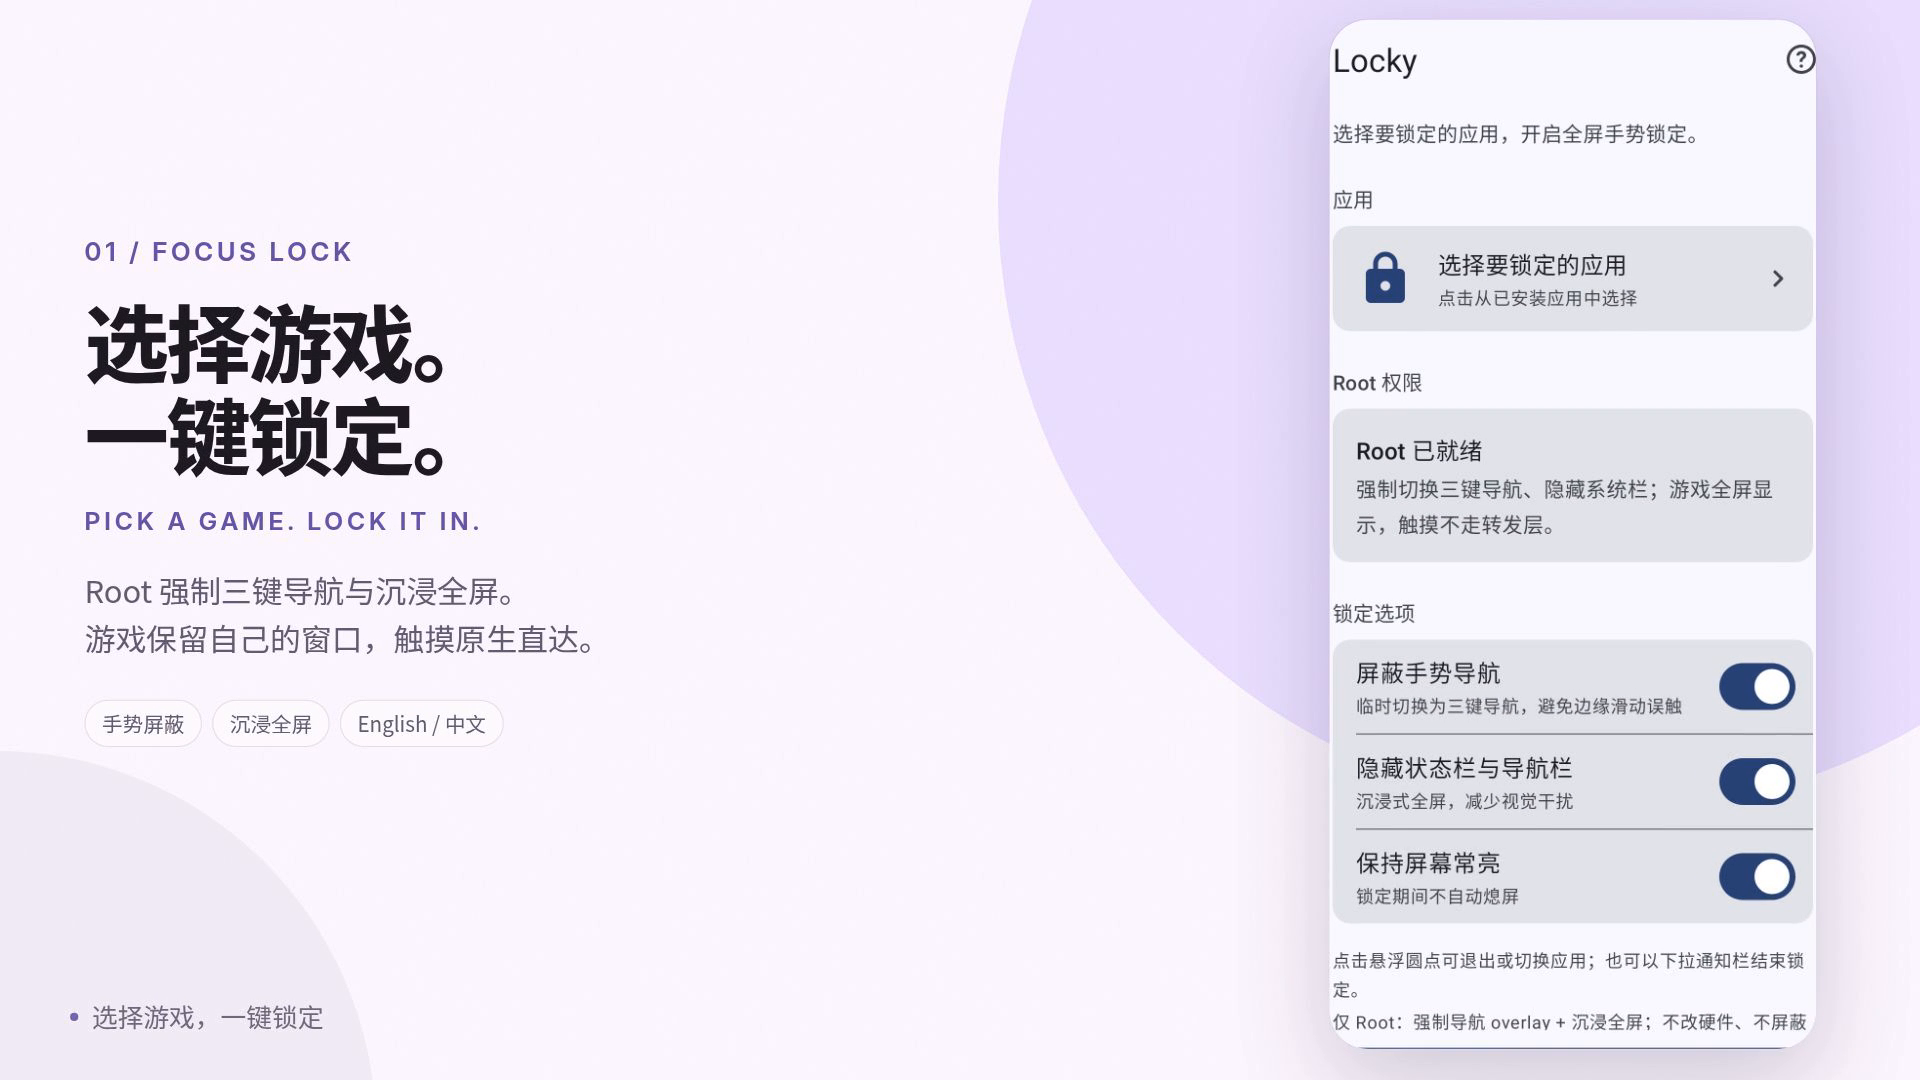 01 / FOCUS LOCK
选择游戏。
一键锁定。
PICK A GAME. LOCK IT IN.
Root 强制三键导航与沉浸全屏。
游戏保留自己的窗口，触摸原生直达。
手势屏蔽
沉浸全屏
English / 中文
选择游戏，一键锁定
Locky
选择要锁定的应用，开启全屏手势锁定。
应用
选择要锁定的应用
点击从已安装应用中选择
Root 权限
Root 已就绪
强制切换三键导航、隐藏系统栏；游戏全屏显
示，触摸不走转发层。
锁定选项
屏蔽手势导航
临时切换为三键导航，避免边缘滑动误触
隐藏状态栏与导航栏
沉浸式全屏，减少视觉干扰
保持屏幕常亮
锁定期间不自动熄屏
点击悬浮圆点可退出或切换应用；也可以下拉通知栏结束锁
定。
仅 Root：强制导航 overlay + 沉浸全屏；不改硬件、不屏蔽